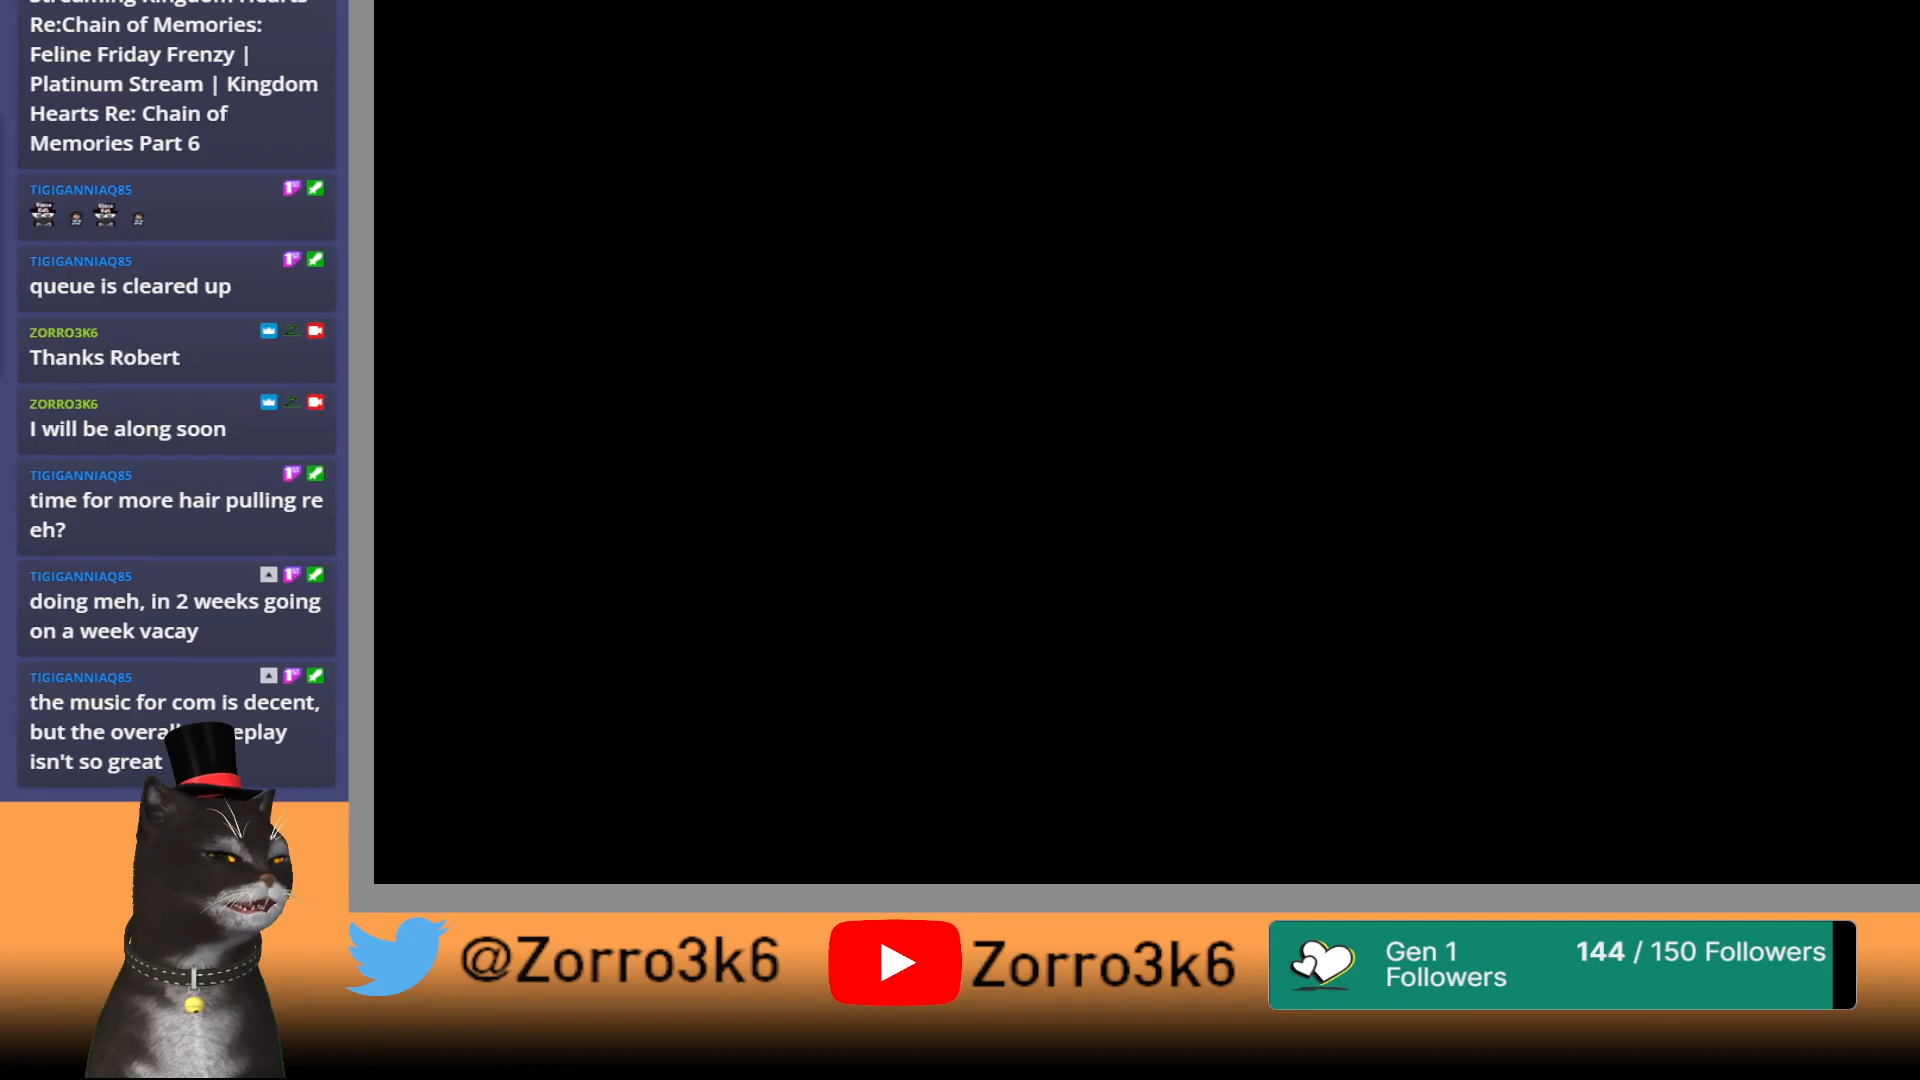 Re:Chain of Memories:
Feline Friday Frenzy |
Platinum Stream | Kingdom
Hearts Re: Chain of
Memories Part 6
TIGIGANNIAQ85
TIGIGANNIAQ85
queue is cleared up
ZORRO3K6
Thanks Robert
ZORRO3K6
I will be along soon
TIGIGANNIAQ85
time for more hair pulling re
eh?
TIGIGANNIAQ85
doing meh, in 2 weeks going
on a week vacay
TIGIGANNIAQ85
the music for com is decent,
but the overall eplay
isn't so great
@Zorro3k6
Zorro3k6
Gen 1
Followers
144 / 150 Followers